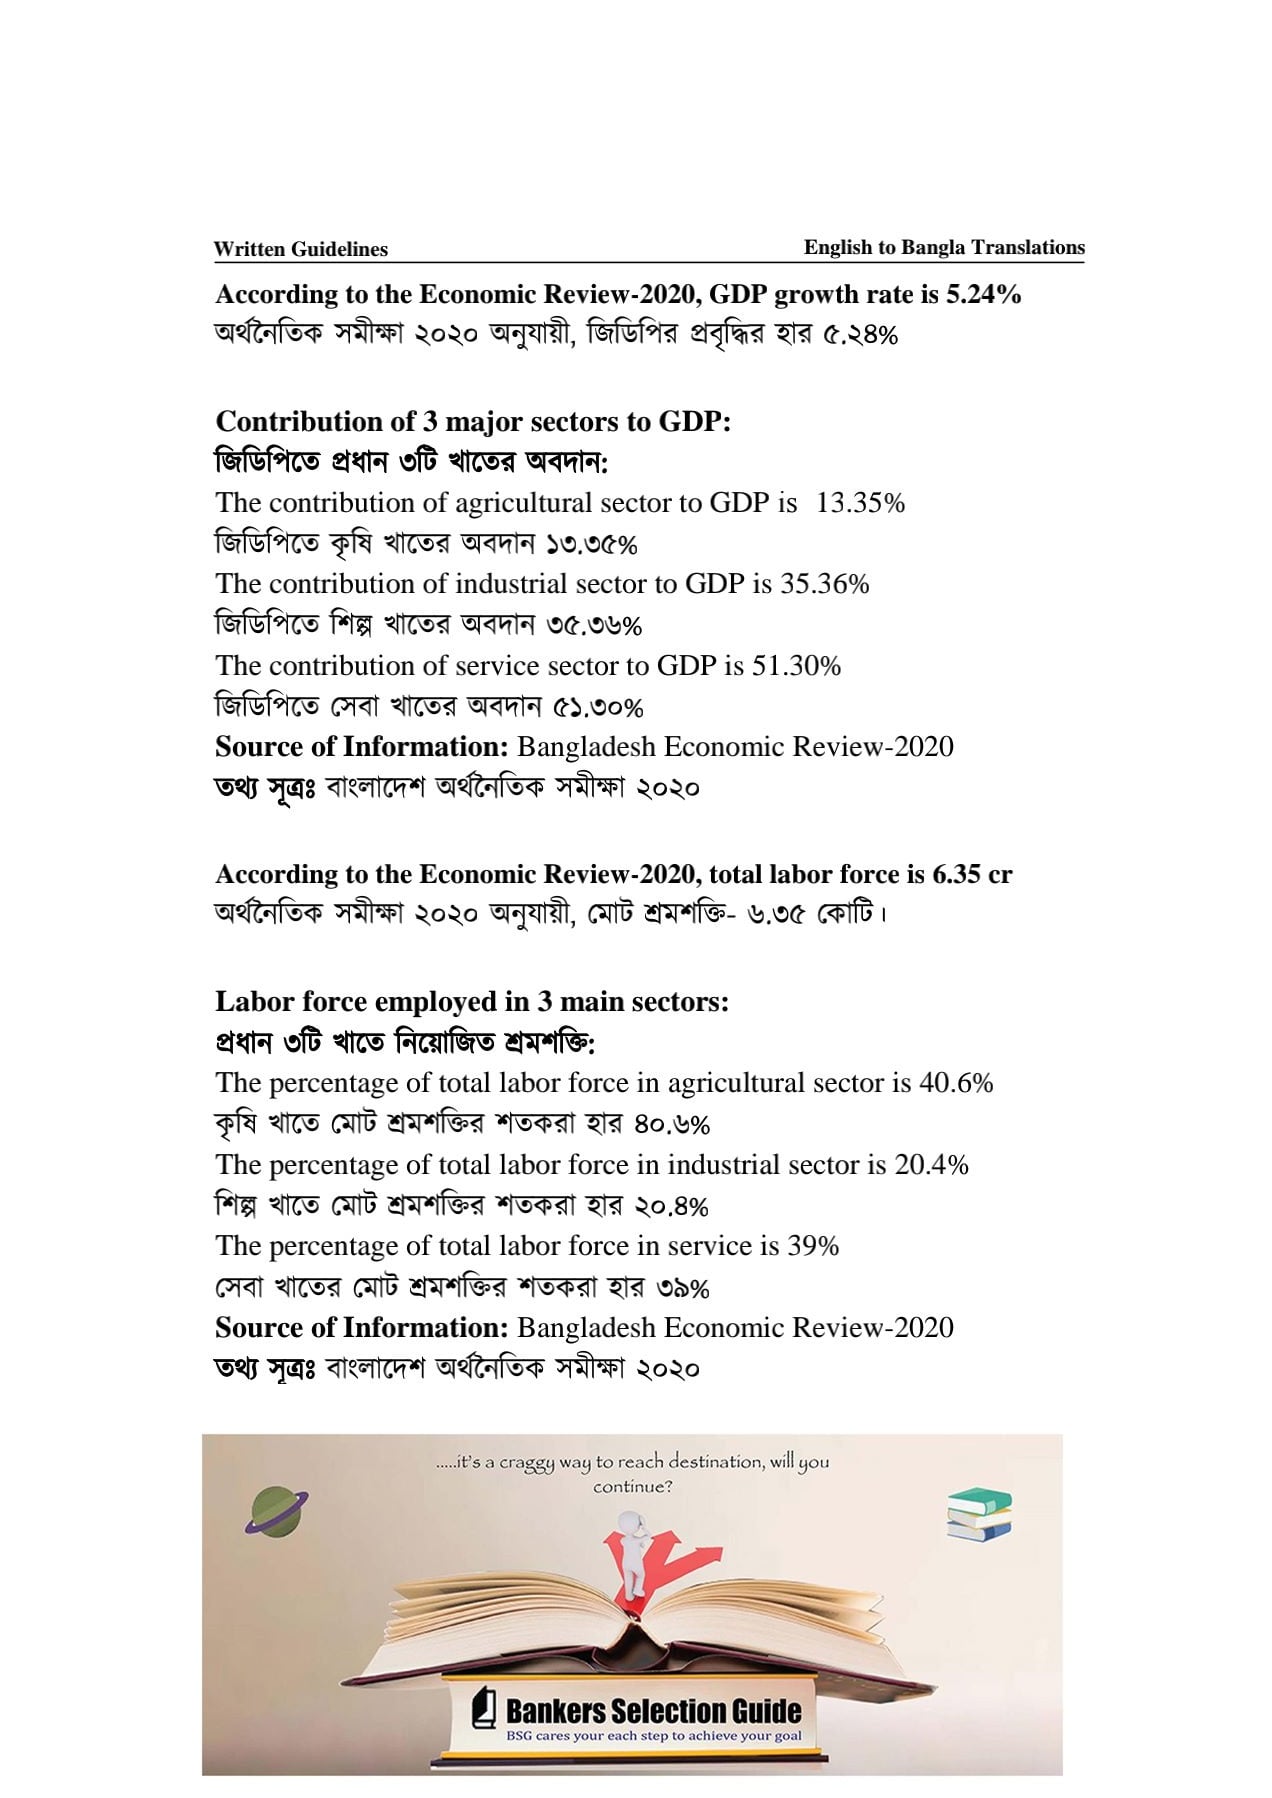 Written Guidelines English to Bangla Translations
According to the Economic Review-2020, GDP growth rate is 5.24%
অর্থনৈতিক সমীক্ষা ২০২০ অনুযায়ী, জিডিপির প্রবৃদ্ধির হার ৫.২৪%
Contribution of 3 major sectors to GDP:
জিডিপিতে প্রধান ৩টি খাতের অবদান:
The contribution of agricultural sector to GDP is 13.35%
জিডিপিতে কৃষি খাতের অবদান ১৩.৩৫%
The contribution of industrial sector to GDP is 35.36%
জিডিপিতে শিল্প খাতের অবদান ৩৫.৩৬%
The contribution of service sector to GDP is 51.30%
জিডিপিতে সেবা খাতের অবদান ৫১.৩০%
Source of Information: Bangladesh Economic Review-2020
তথ্য সূত্রঃ বাংলাদেশ অর্থনৈতিক সমীক্ষা ২০২০
According to the Economic Review-2020, total labor force is 6.35 cr
অর্থনৈতিক সমীক্ষা ২০২০ অনুযায়ী, মোট শ্রমশক্তি- ৬.৩৫ কোটি।
Labor force employed in 3 main sectors:
প্রধান ৩টি খাতে নিয়োজিত শ্রমশক্তি:
The percentage of total labor force in agricultural sector is 40.6%
কৃষি খাতে মোট শ্রমশক্তির শতকরা হার ৪০.৬%
The percentage of total labor force in industrial sector is 20.4%
শিল্প খাতে মোট শ্রমশক্তির শতকরা হার ২০.৪%
The percentage of total labor force in service is 39%
সেবা খাতের মোট শ্রমশক্তির শতকরা হার ৩৯%
Source of Information: Bangladesh Economic Review-2020
তথ্য সূত্রঃ বাংলাদেশ অর্থনৈতিক সমীক্ষা ২০২০
.....it's a craggy way to reach destination, will you
continue?
Bankers Selection Guide
BSG cares your each step to achieve your goal